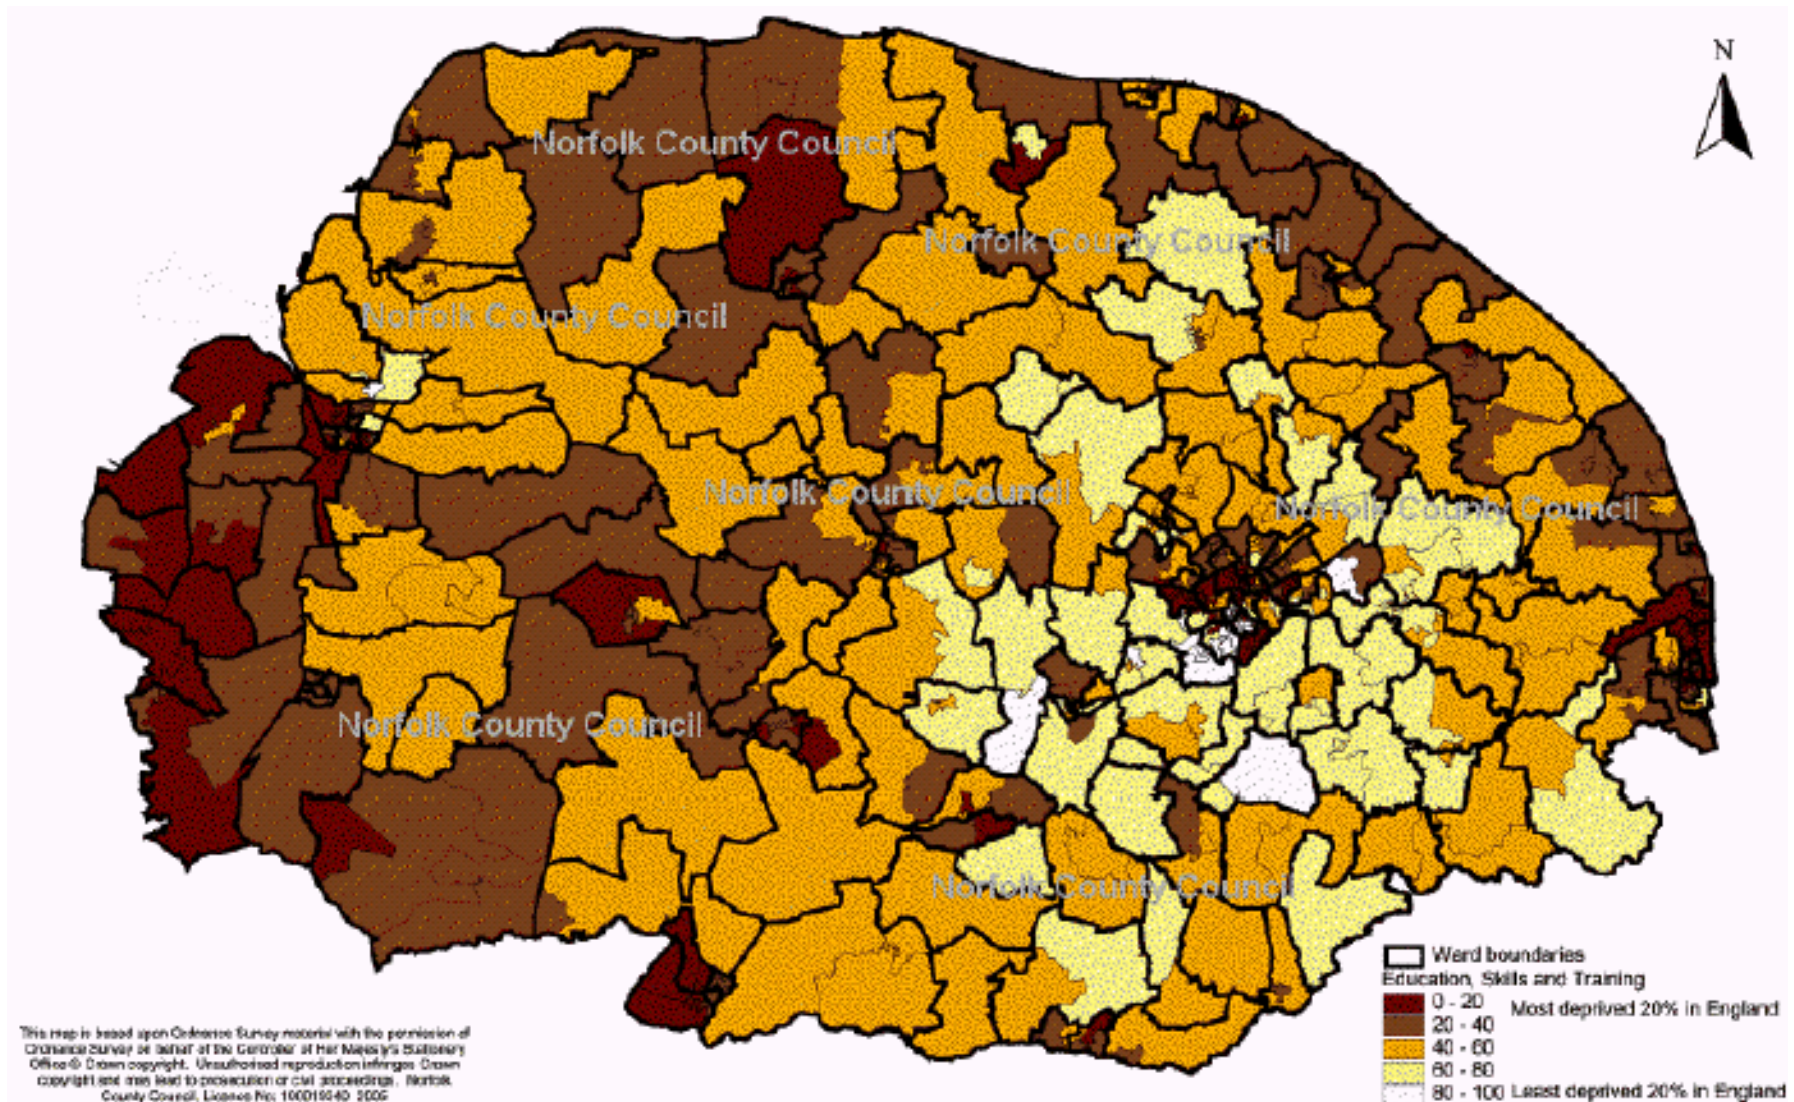 N
Norfolk County Council
Norfolk County Council
Norfolk County Council
Norfolk County Council
Norfolk County Council
Norfolk County Council
Norfolk County Council
Ward boundaries
Education, Skills and Training
0 - 20 Most deprived 20% in England
20 - 40
40 - 60
60 - 80
80 - 100 Least deprived 20% in England
This map is based upon Ordnance Survey material with the permission of
Ordnance Survey on behalf of the Controller of Her Majesty's Stationery
Office © Crown copyright. Unauthorised reproduction infringes Crown
copyright and may lead to prosecution or civil proceedings. Norfolk
County Council, Licence No: 2005